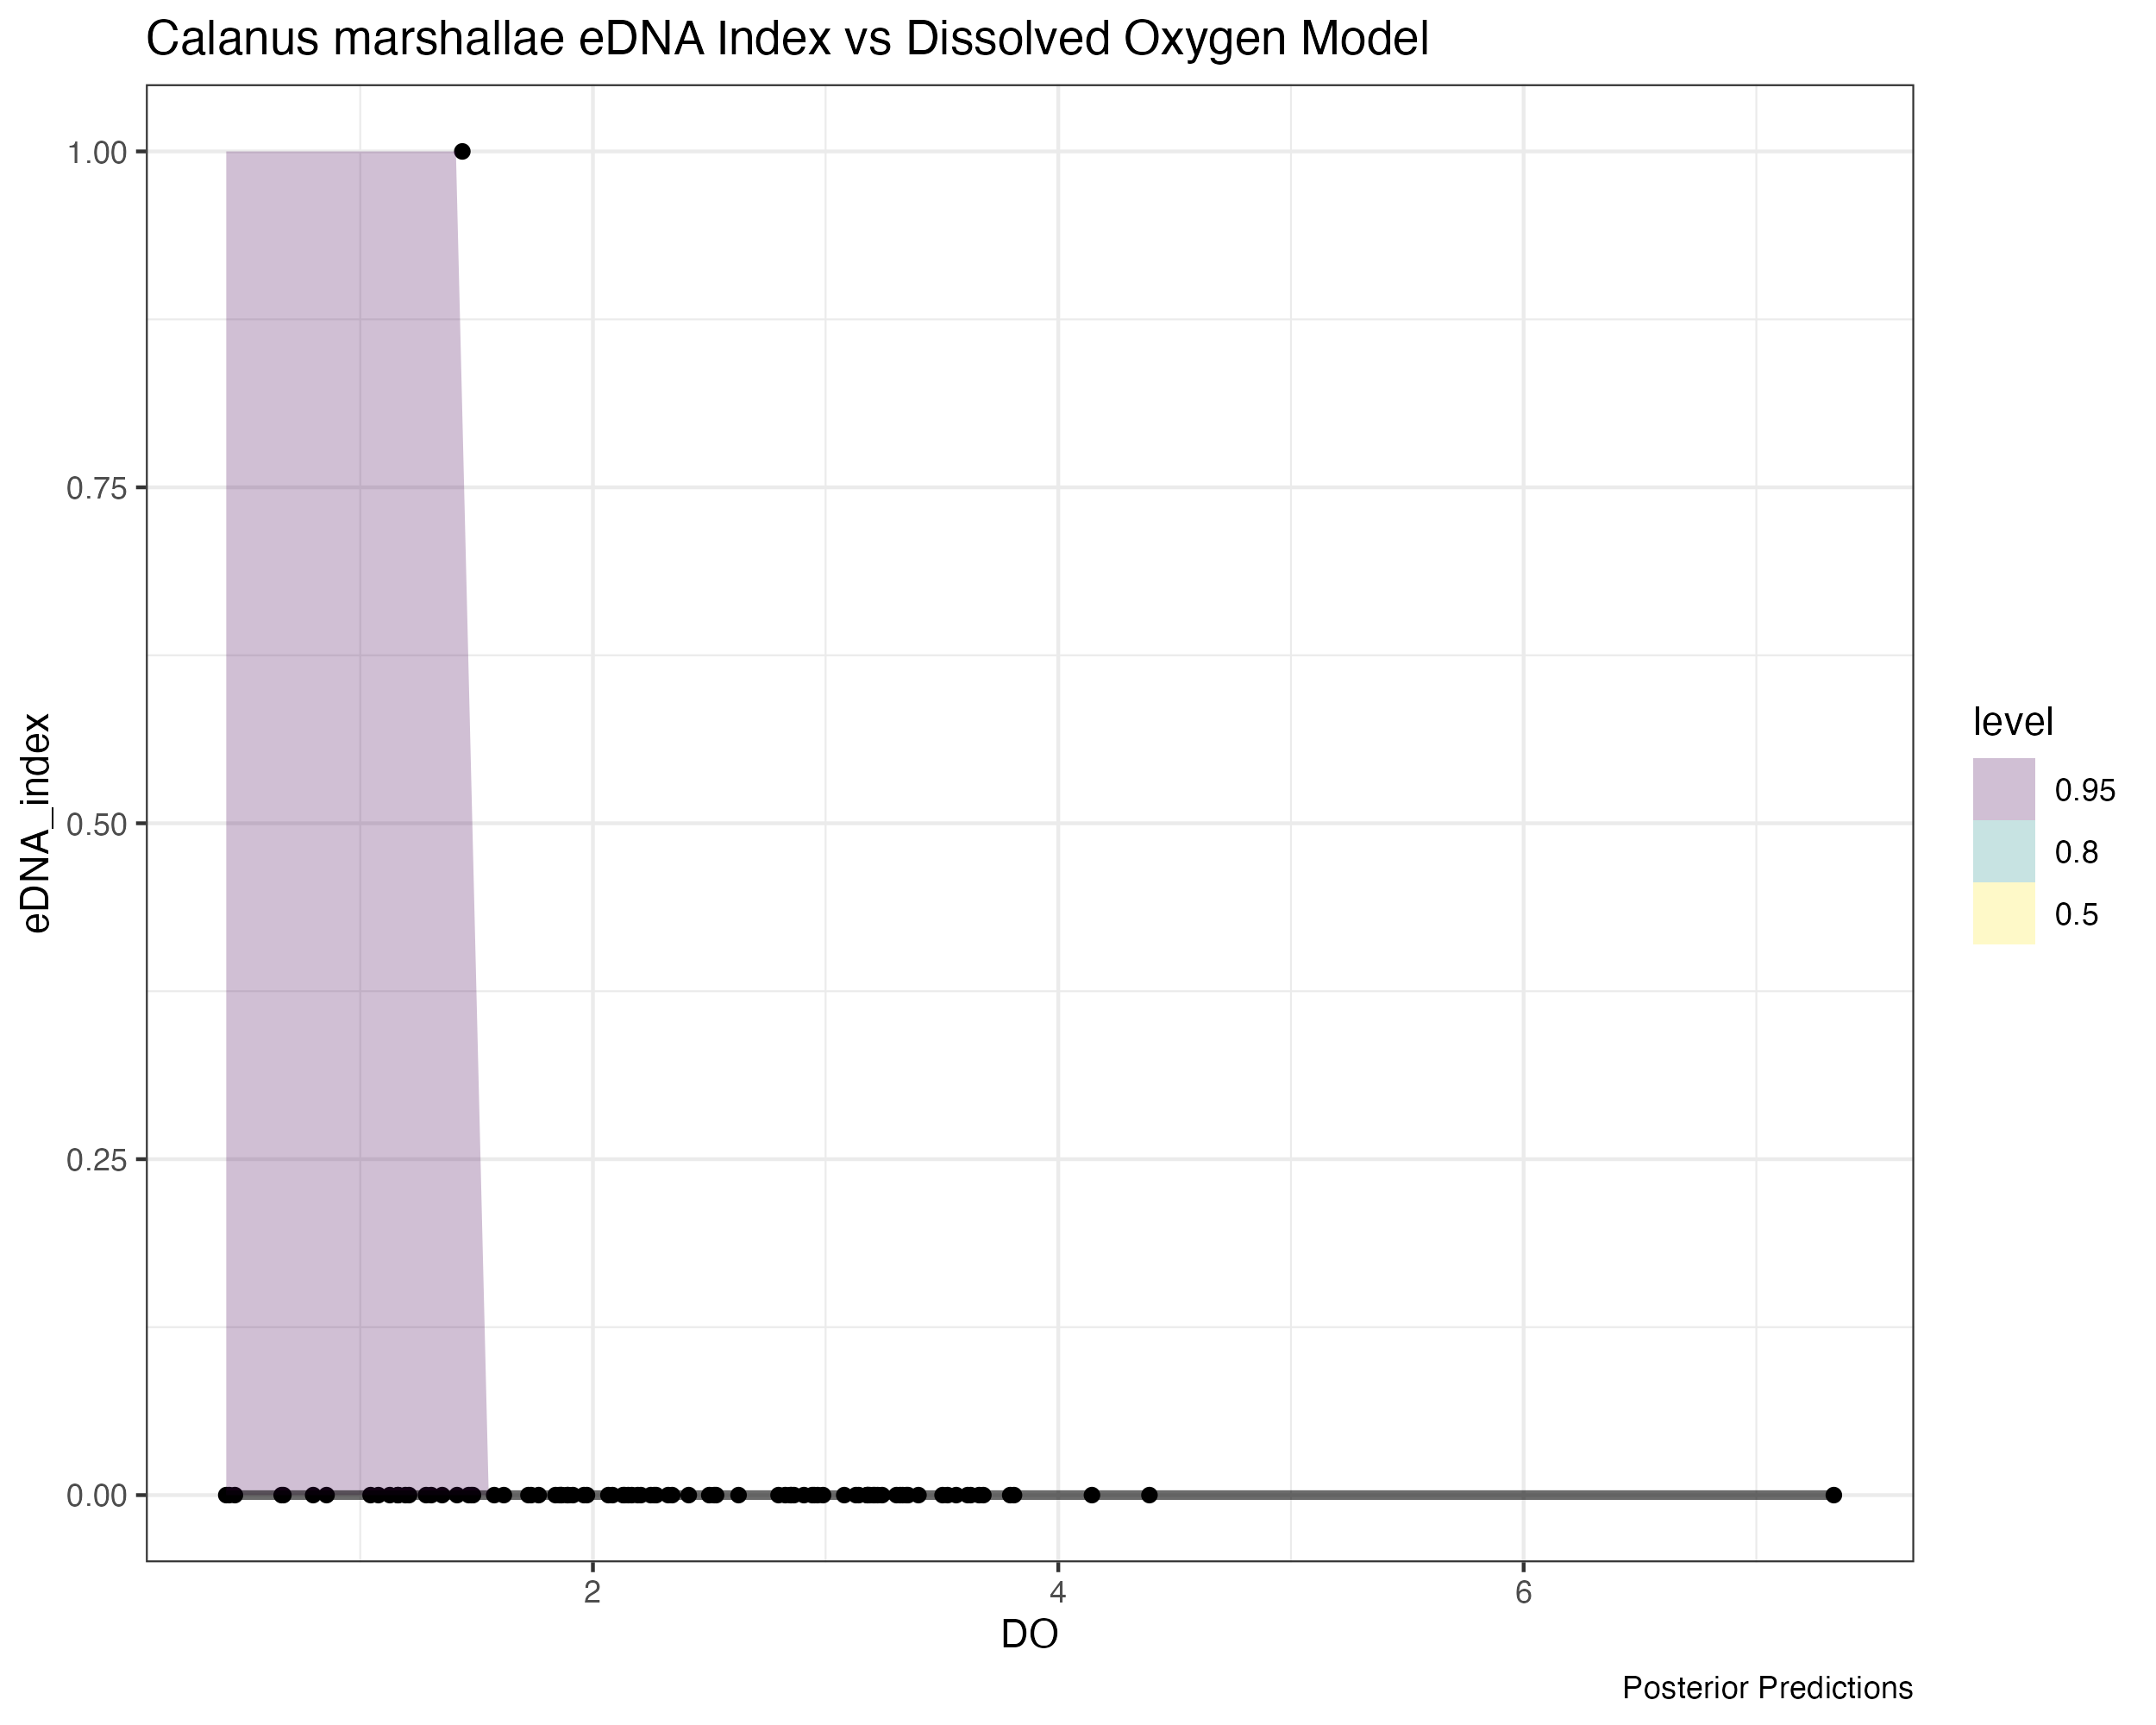 Calanus marshallae eDNA Index vs Dissolved Oxygen Model
1.00
0.75
0.50
0.25
0.00
eDNA_index
2
4
6
DO
level
0.95
0.8
0.5
Posterior Predictions